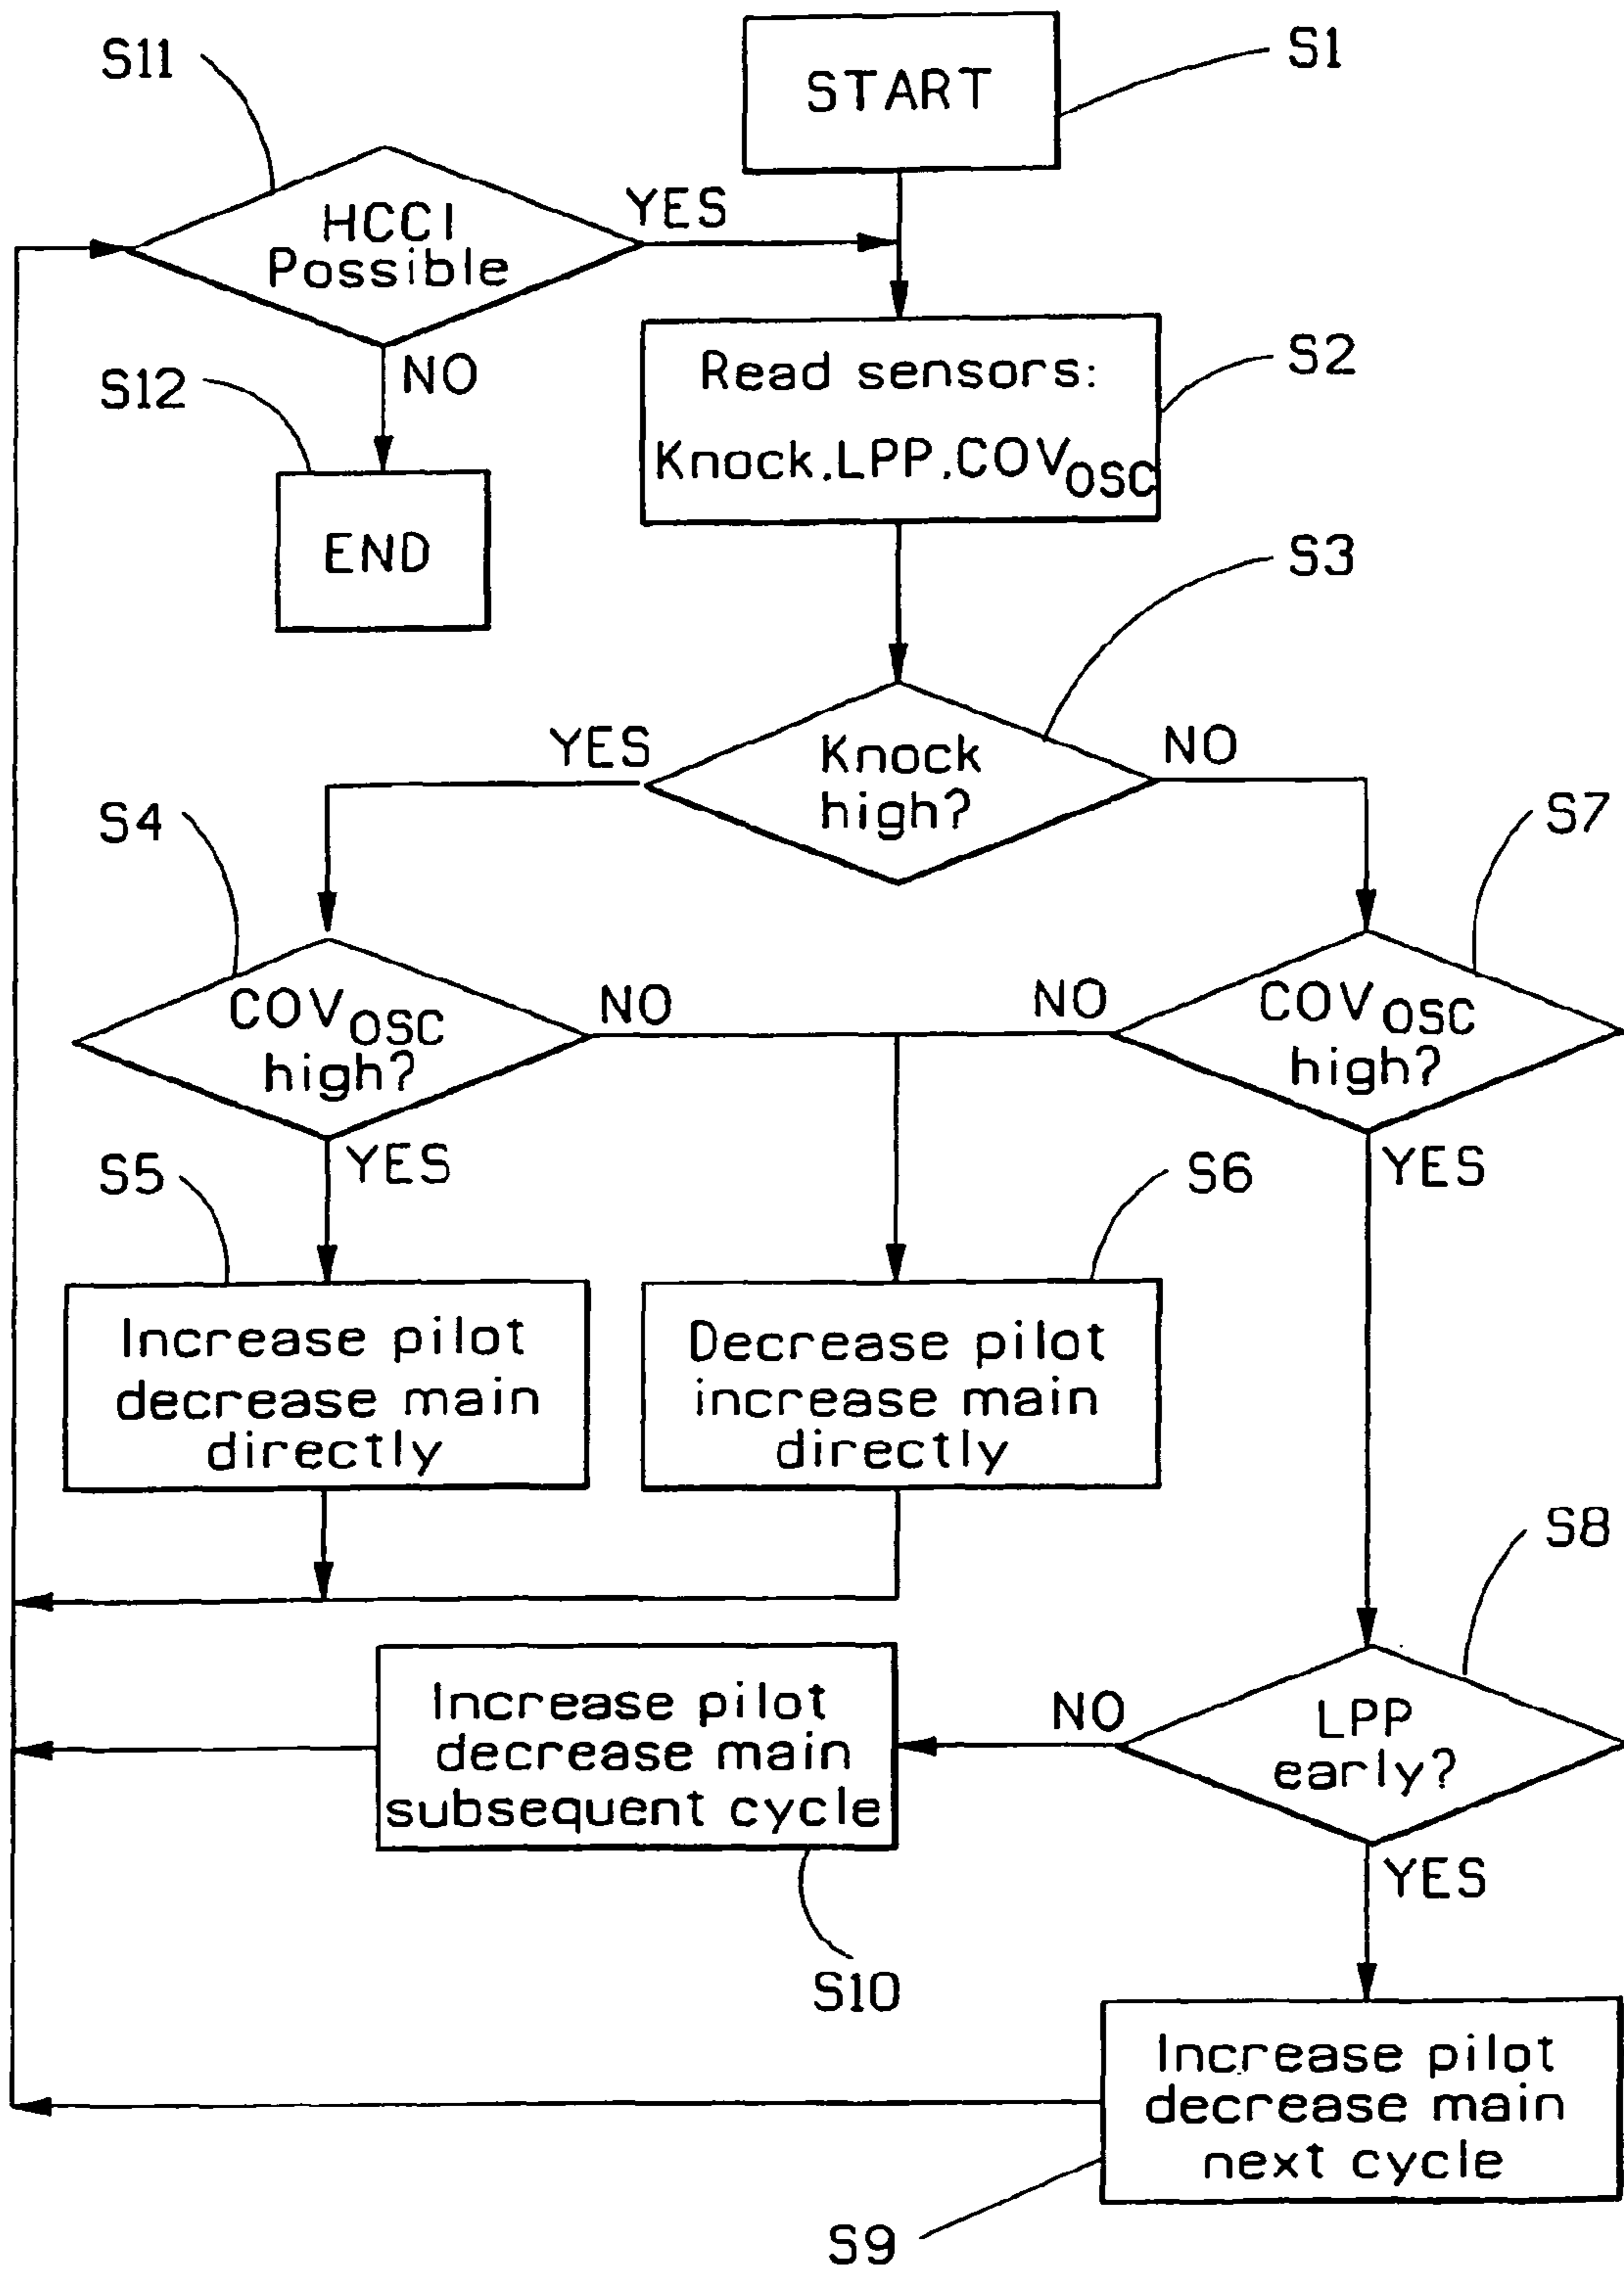 S11
START
S1
HCCI
Possible
YES
NO
S12
END
Read sensors:
Knock, LPP, COVOSC
S2
S3
YES
Knock
high?
NO
S4
S7
COVOSC
high?
NO
NO
COVOSC
high?
YES
YES
S5
S6
Increase pilot
decrease main
directly
Decrease pilot
increase main
directly
S8
Increase pilot
decrease main
subsequent cycle
NO
LPP
early?
YES
S10
Increase pilot
decrease main
next cycle
S9